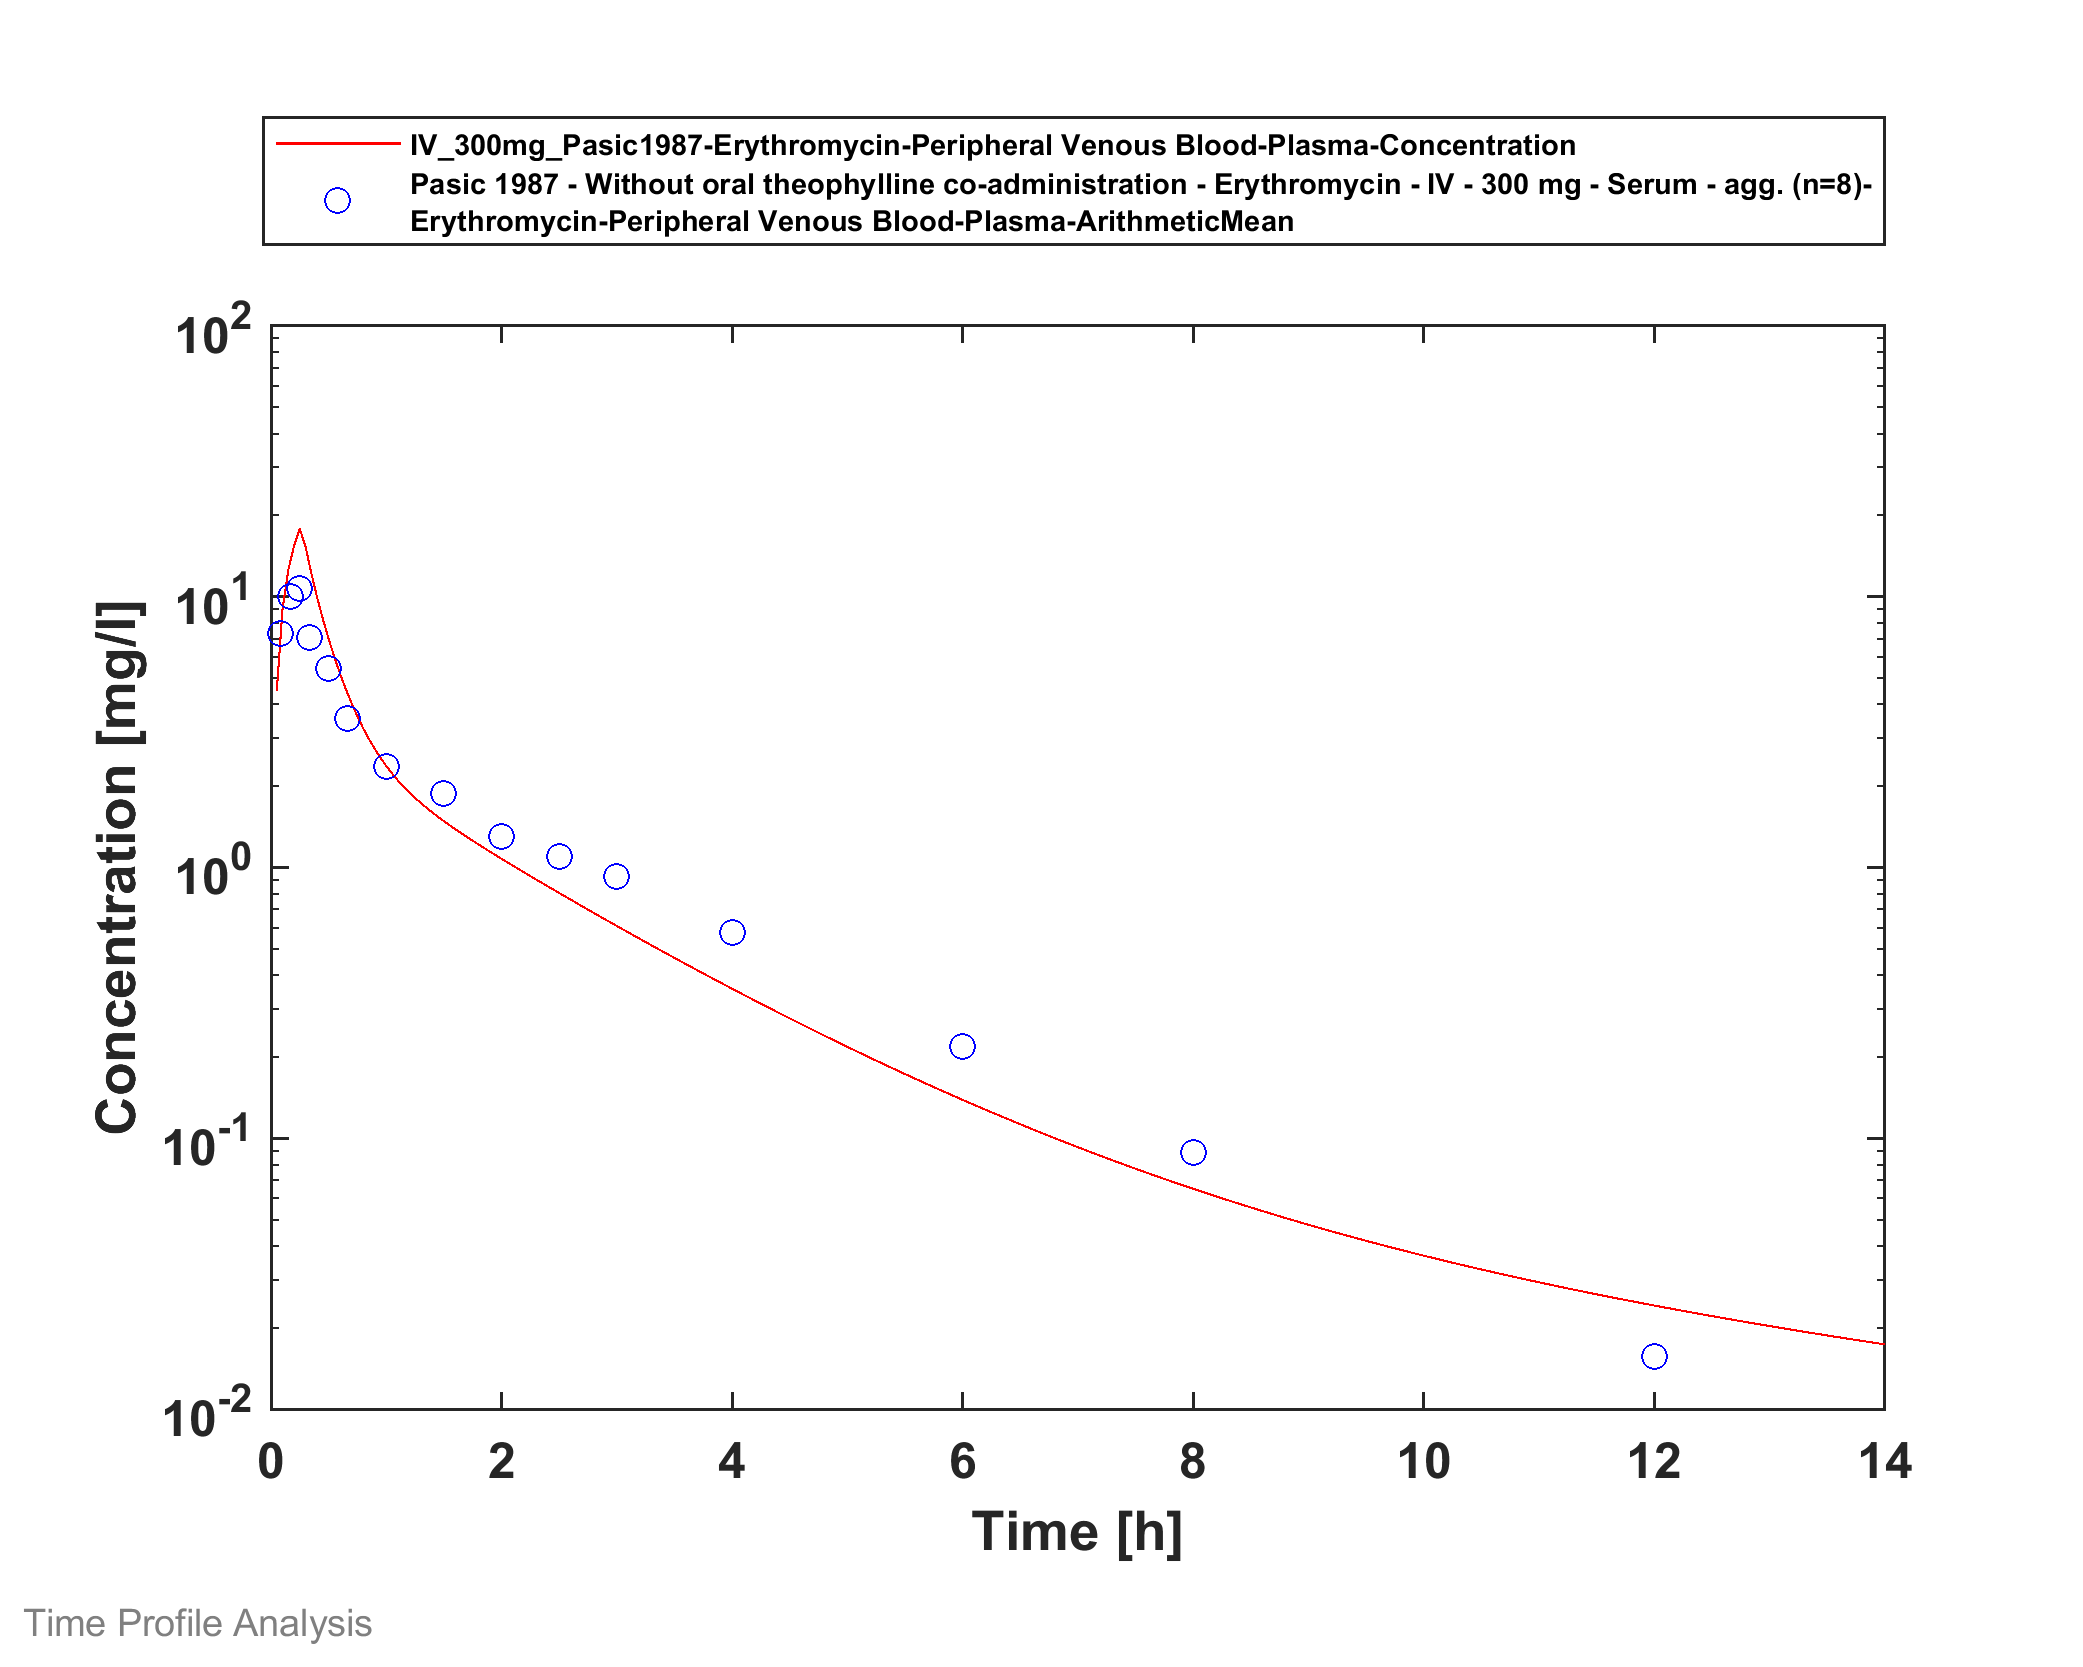 IV_300mg_Pasic1987-Erythromycin-Peripheral Venous Blood-Plasma-Concentration
Pasic 1987 - Without oral theophylline co-administration - Erythromycin - IV - 300 mg - Serum - agg. (n=8)-
Erythromycin-Peripheral Venous Blood-Plasma-ArithmeticMean
10^2
10^1
10^0
10^-1
10^-2
Concentration [mg/l]
0 2 4 6 8 10 12 14
Time [h]
Time Profile Analysis